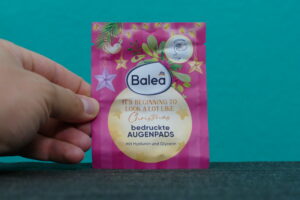 Balea
IT'S BEGINNING TO
LOOK A LOT LIKE
Christmas
bedruckte
AUGENPADS
mit Hyaluron und Glycerin